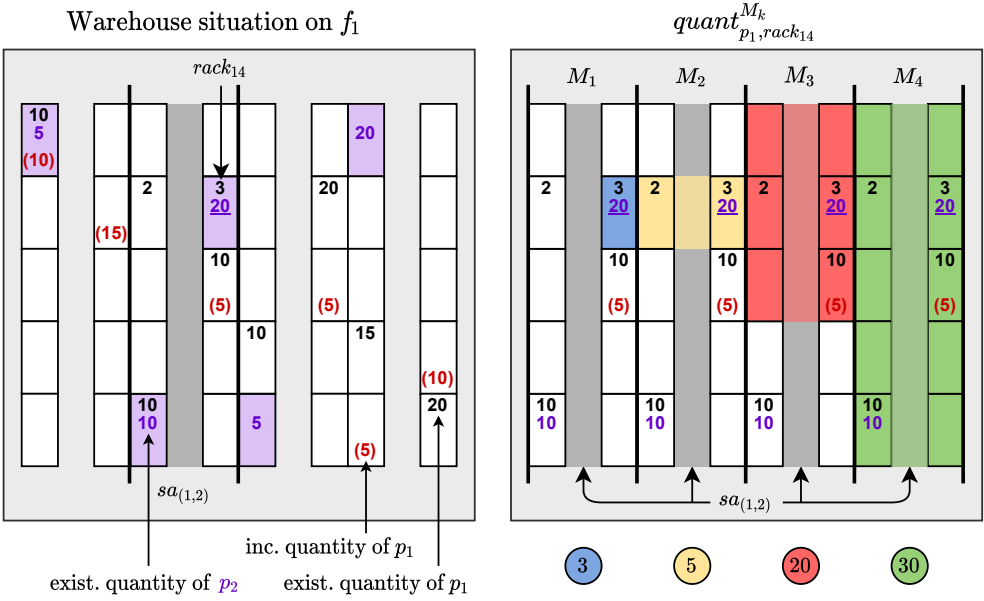 Warehouse situation on f₁
rack₁₄
10
5
(10)
20
2
3
20
20
(15)
10
(5)
(5)
10
15
(10)
10
10
5
20
(5)
sa₍₁,₂₎
inc. quantity of p₁
exist. quantity of p₂
exist. quantity of p₁
quant^{M_k}_{p₁,rack₁₄}
M₁ M₂ M₃ M₄
2 3 2 3 2 3 2 3
20 20 20 20
10 10 10 10
(5) (5) (5) (5)
10 10 10 10
10 10 10 10
sa₍₁,₂₎
3 5 20 30